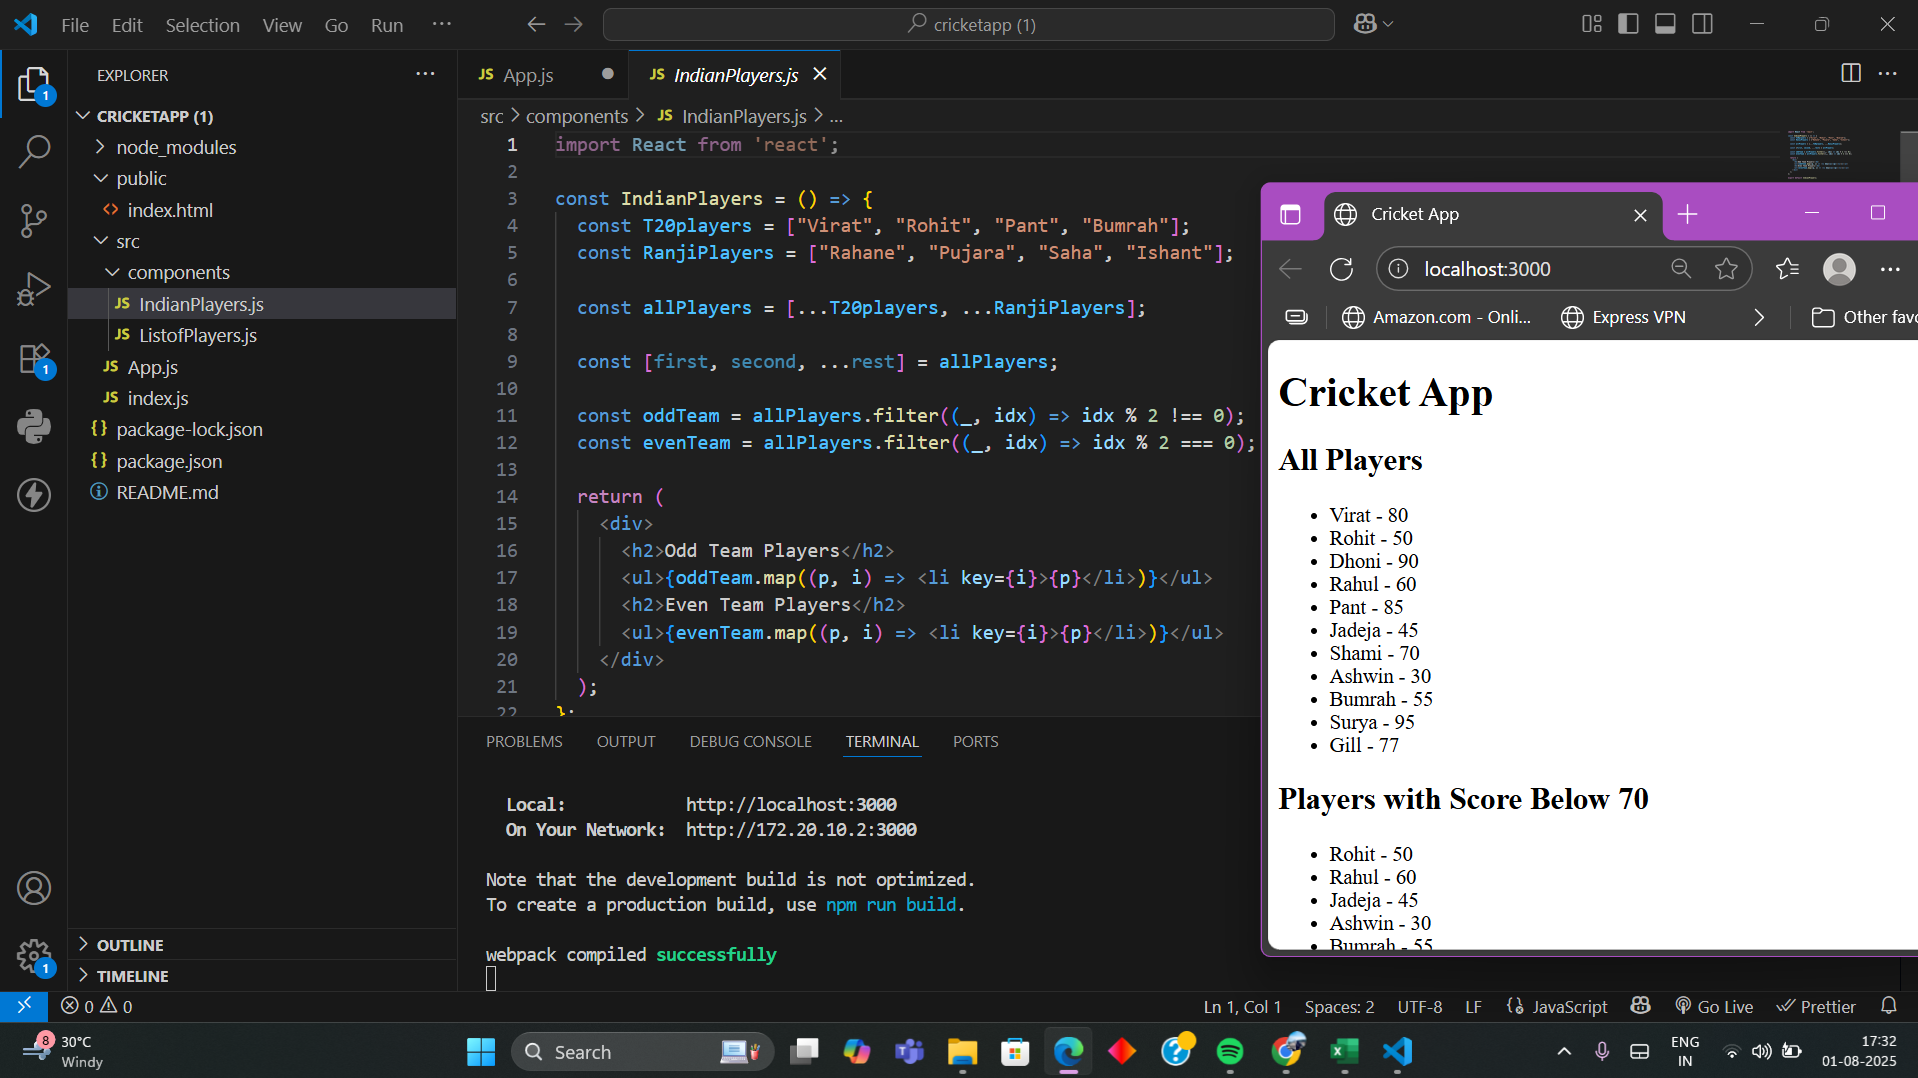 File Edit Selection View Go Run ...
cricketapp (1)
EXPLORER
1
CRICKETAPP (1)
node_modules
public
index.html
src
components
JS IndianPlayers.js
JS ListofPlayers.js
JS App.js
JS index.js
{} package-lock.json
{} package.json
README.md
1
OUTLINE
TIMELINE
1
JS App.js
JS IndianPlayers.js
src > components > JS IndianPlayers.js > ...
1 import React from 'react';
2
3 const IndianPlayers = () => {
4 const T20players = ["Virat", "Rohit", "Pant", "Bumrah"];
5 const RanjiPlayers = ["Rahane", "Pujara", "Saha", "Ishant"];
6
7 const allPlayers = [...T20players, ...RanjiPlayers];
8
9 const [first, second, ...rest] = allPlayers;
10
11 const oddTeam = allPlayers.filter((_, idx) => idx % 2 !== 0);
12 const evenTeam = allPlayers.filter((_, idx) => idx % 2 === 0);
13
14 return (
15 <div>
16 <h2>Odd Team Players</h2>
17 <ul>{oddTeam.map((p, i) => <li key={i}>{p}</li>)}</ul>
18 <h2>Even Team Players</h2>
19 <ul>{evenTeam.map((p, i) => <li key={i}>{p}</li>)}</ul>
20 </div>
21 );
22 };
PROBLEMS OUTPUT DEBUG CONSOLE TERMINAL PORTS
Local: http://localhost:3000
On Your Network: http://172.20.10.2:3000
Note that the development build is not optimized.
To create a production build, use npm run build.
webpack compiled successfully
Cricket App
localhost:3000
Amazon.com - Onli...
Express VPN
Other favo
Cricket App
All Players
Virat - 80
Rohit - 50
Dhoni - 90
Rahul - 60
Pant - 85
Jadeja - 45
Shami - 70
Ashwin - 30
Bumrah - 55
Surya - 95
Gill - 77
Players with Score Below 70
Rohit - 50
Rahul - 60
Jadeja - 45
Ashwin - 30
Bumrah - 55
0 0
Ln 1, Col 1 Spaces: 2 UTF-8 LF {} JavaScript Go Live Prettier
8
30°C
Windy
Search
ENG
IN
17:32
01-08-2025